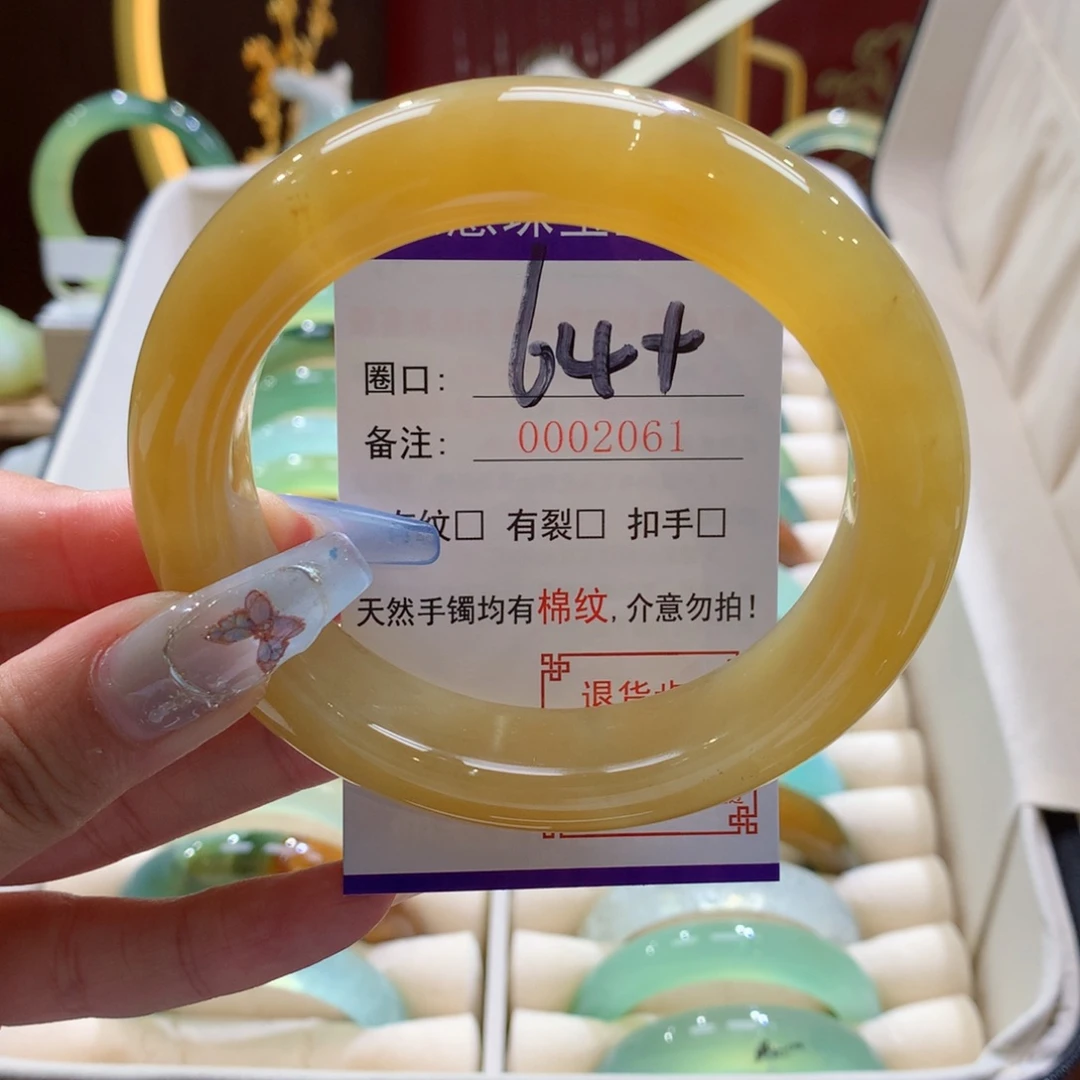 圈口: 64+
备注: 0002061
纹□ 有裂□ 扣手□
天然手镯均有棉纹, 介意勿拍!
退货